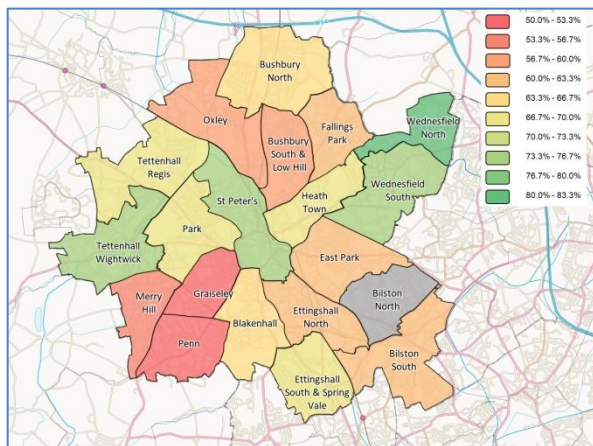 50.0% - 53.3%
53.3% - 56.7%
56.7% - 60.0%
60.0% - 63.3%
63.3% - 66.7%
66.7% - 70.0%
70.0% - 73.3%
73.3% - 76.7%
76.7% - 80.0%
80.0% - 83.3%
Bushbury
North
Oxley
Bushbury
South &
Low Hill
Fallings
Park
Wednesfield
North
Tettenhall
Regis
St Peter's
Heath
Town
Wednesfield
South
Park
Tettenhall
Wightwick
East Park
Merry
Hill
Graiseley
Bilston
North
Blakenhall
Ettingshall
North
Penn
Bilston
South
Ettingshall
South & Spring
Vale